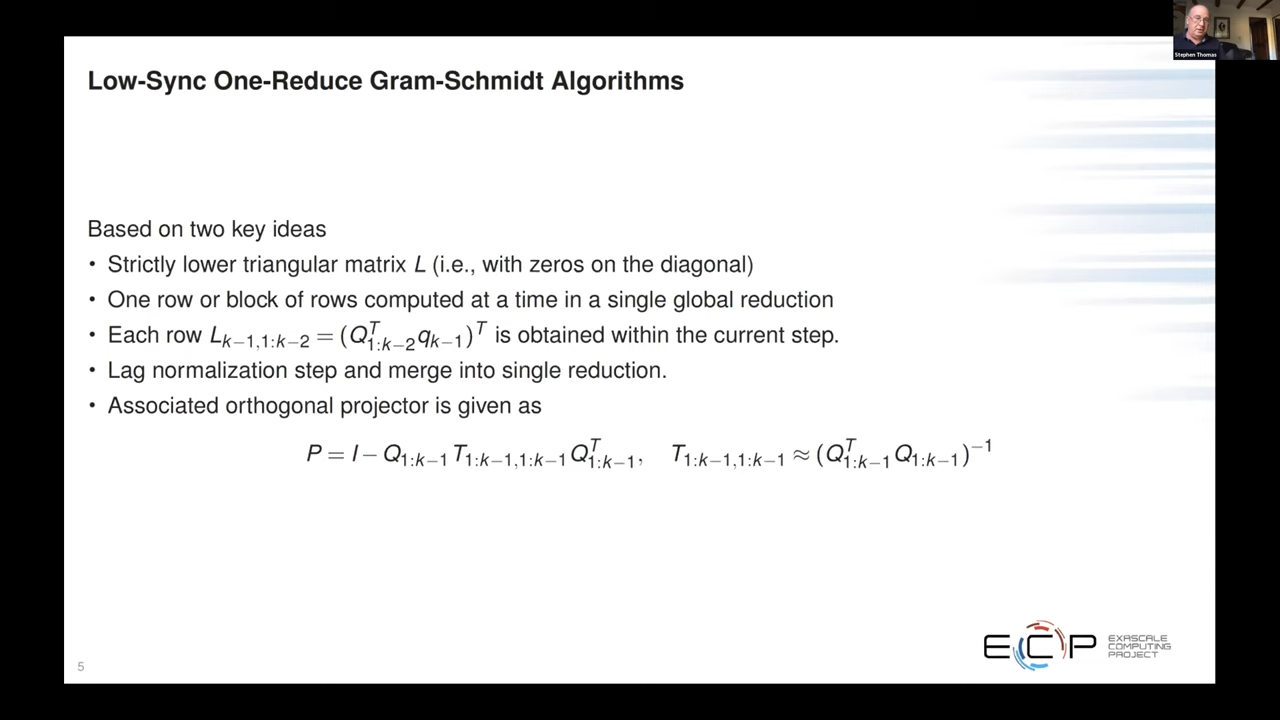 Stephen Thomas
Low-Sync One-Reduce Gram-Schmidt Algorithms
Based on two key ideas
• Strictly lower triangular matrix L (i.e., with zeros on the diagonal)
• One row or block of rows computed at a time in a single global reduction
• Each row L_{k−1,1:k−2} = (Q^T_{1:k−2} q_{k−1})^T is obtained within the current step.
• Lag normalization step and merge into single reduction.
• Associated orthogonal projector is given as
P = I − Q_{1:k−1} T_{1:k−1,1:k−1} Q^T_{1:k−1}, T_{1:k−1,1:k−1} ≈ (Q^T_{1:k−1} Q_{1:k−1})^{−1}
ECP
EXASCALE
COMPUTING
PROJECT
5